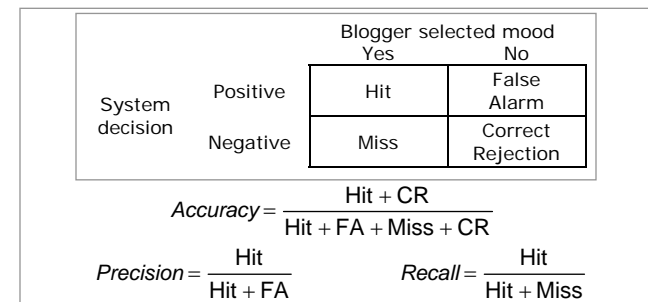 Blogger selected mood
Yes No
System decision
Positive Hit False Alarm
Negative Miss Correct Rejection
Accuracy = Hit + CR / Hit + FA + Miss + CR
Precision = Hit / Hit + FA Recall = Hit / Hit + Miss